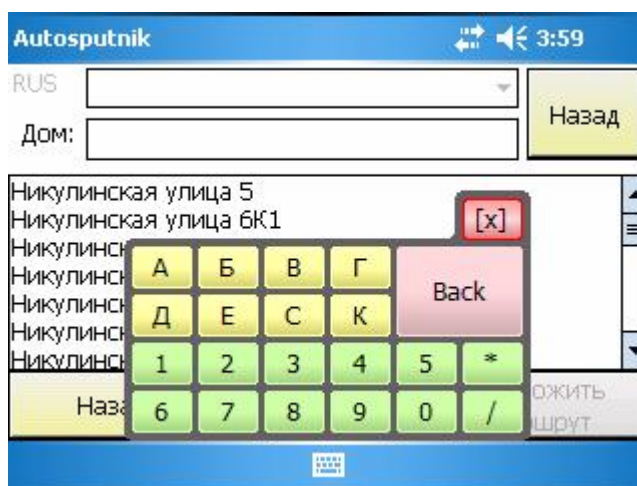 Autosputnik 3:59
RUS
Назад
Дом:
Никулинская улица 5
Никулинская улица 6К1
[x]
А Б В Г Back
Д Е С К
1 2 3 4 5 *
6 7 8 9 0 /